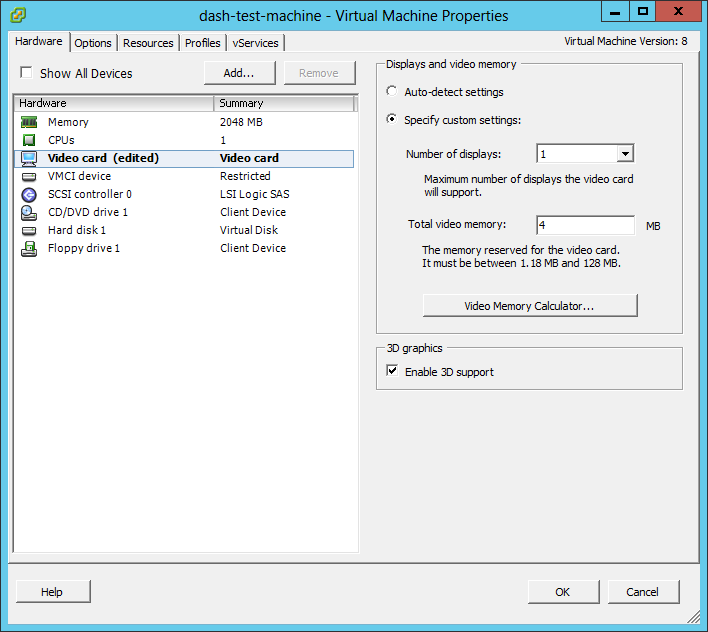 dash-test-machine - Virtual Machine Properties
Hardware Options Resources Profiles vServices
Virtual Machine Version: 8
Show All Devices Add... Remove
Hardware Summary
Memory 2048 MB
CPUs 1
Video card (edited) Video card
VMCI device Restricted
SCSI controller 0 LSI Logic SAS
CD/DVD drive 1 Client Device
Hard disk 1 Virtual Disk
Floppy drive 1 Client Device
Displays and video memory
Auto-detect settings
Specify custom settings:
Number of displays: 1
Maximum number of displays the video card
will support.
Total video memory: 4 MB
The memory reserved for the video card.
It must be between 1.18 MB and 128 MB.
Video Memory Calculator...
3D graphics
Enable 3D support
Help OK Cancel